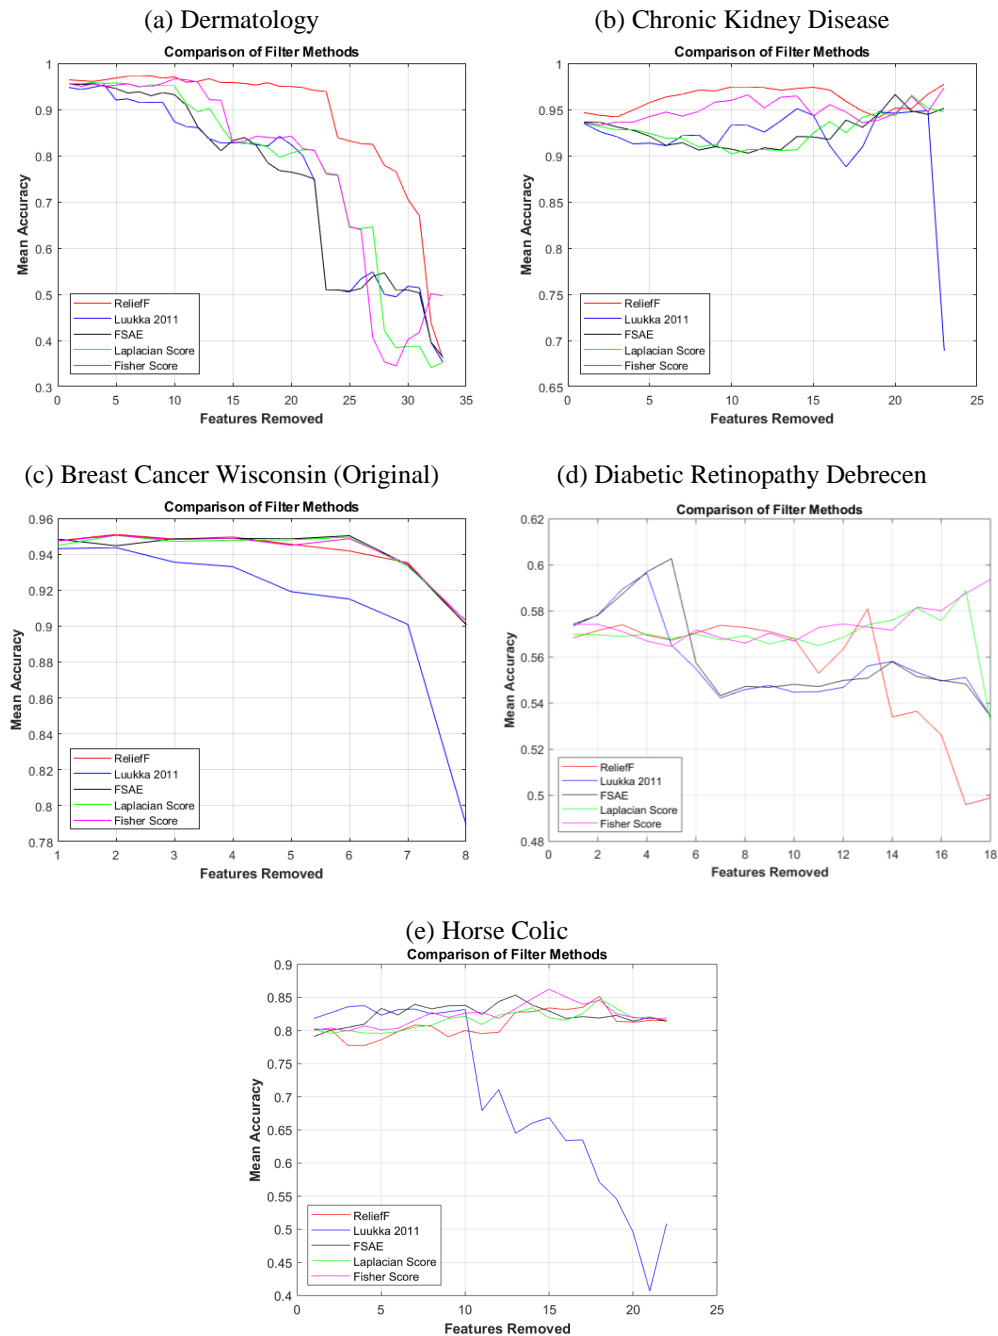 (a) Dermatology
Comparison of Filter Methods
1
0.9
0.8
0.7
0.6
0.5
0.4
0.3
Mean Accuracy
ReliefF
Luukka 2011
FSAE
Laplacian Score
Fisher Score
0 5 10 15 20 25 30 35
Features Removed
(b) Chronic Kidney Disease
Comparison of Filter Methods
1
0.95
0.9
0.85
0.8
0.75
0.7
0.65
Mean Accuracy
ReliefF
Luukka 2011
FSAE
Laplacian Score
Fisher Score
0 5 10 15 20 25
Features Removed
(c) Breast Cancer Wisconsin (Original)
Comparison of Filter Methods
0.96
0.94
0.92
0.9
0.88
0.86
0.84
0.82
0.8
0.78
Mean Accuracy
ReliefF
Luukka 2011
FSAE
Laplacian Score
Fisher Score
1 2 3 4 5 6 7 8
Features Removed
(d) Diabetic Retinopathy Debrecen
Comparison of Filter Methods
0.62
0.6
0.58
0.56
0.54
0.52
0.5
0.48
Mean Accuracy
ReliefF
Luukka 2011
FSAE
Laplacian Score
Fisher Score
0 2 4 6 8 10 12 14 16 18
Features Removed
(e) Horse Colic
Comparison of Filter Methods
0.9
0.85
0.8
0.75
0.7
0.65
0.6
0.55
0.5
0.45
0.4
Mean Accuracy
ReliefF
Luukka 2011
FSAE
Laplacian Score
Fisher Score
0 5 10 15 20 25
Features Removed